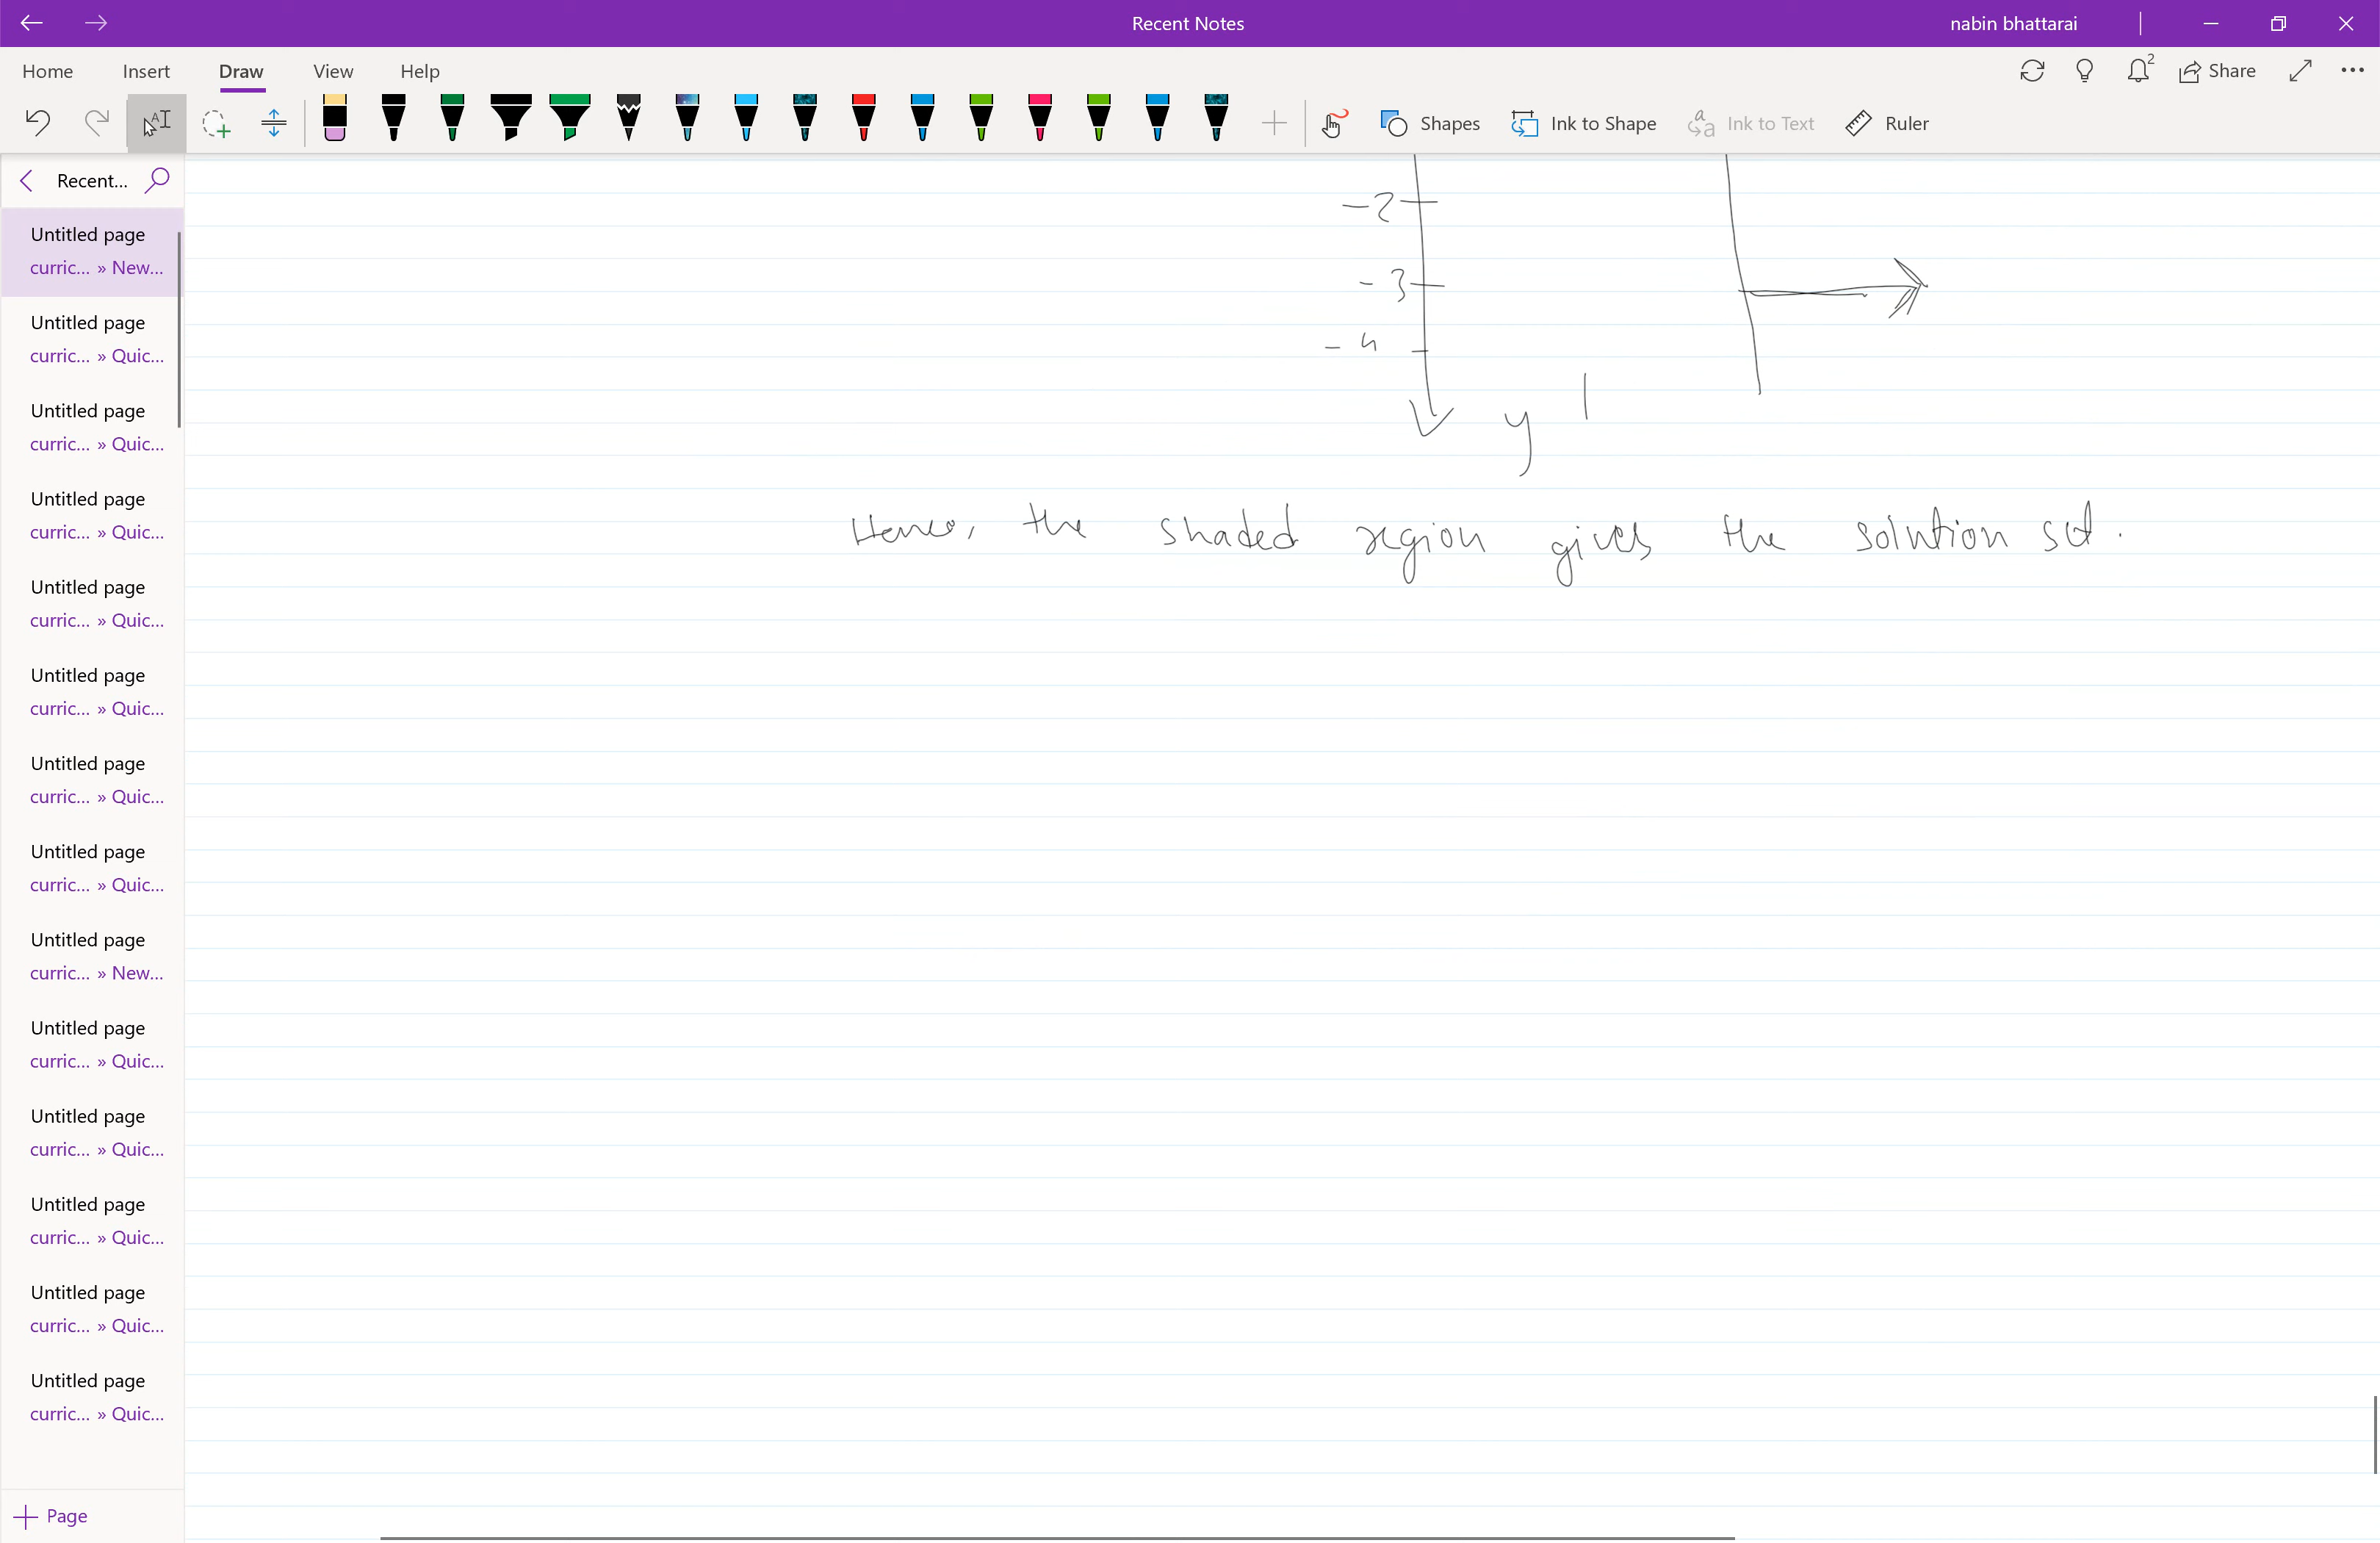 Recent Notes
nabin bhattarai
Home Insert Draw View Help
2
Share
Shapes Ink to Shape Ink to Text Ruler
Recent...
Untitled page
curric... » New...
Untitled page
curric... » Quic...
Untitled page
curric... » Quic...
Untitled page
curric... » Quic...
Untitled page
curric... » Quic...
Untitled page
curric... » Quic...
Untitled page
curric... » Quic...
Untitled page
curric... » Quic...
Untitled page
curric... » New...
Untitled page
curric... » Quic...
Untitled page
curric... » Quic...
Untitled page
curric... » Quic...
Untitled page
curric... » Quic...
Untitled page
curric... » Quic...
Page
-2
-3
-4
y'
Hence, the shaded region gives the solution set.